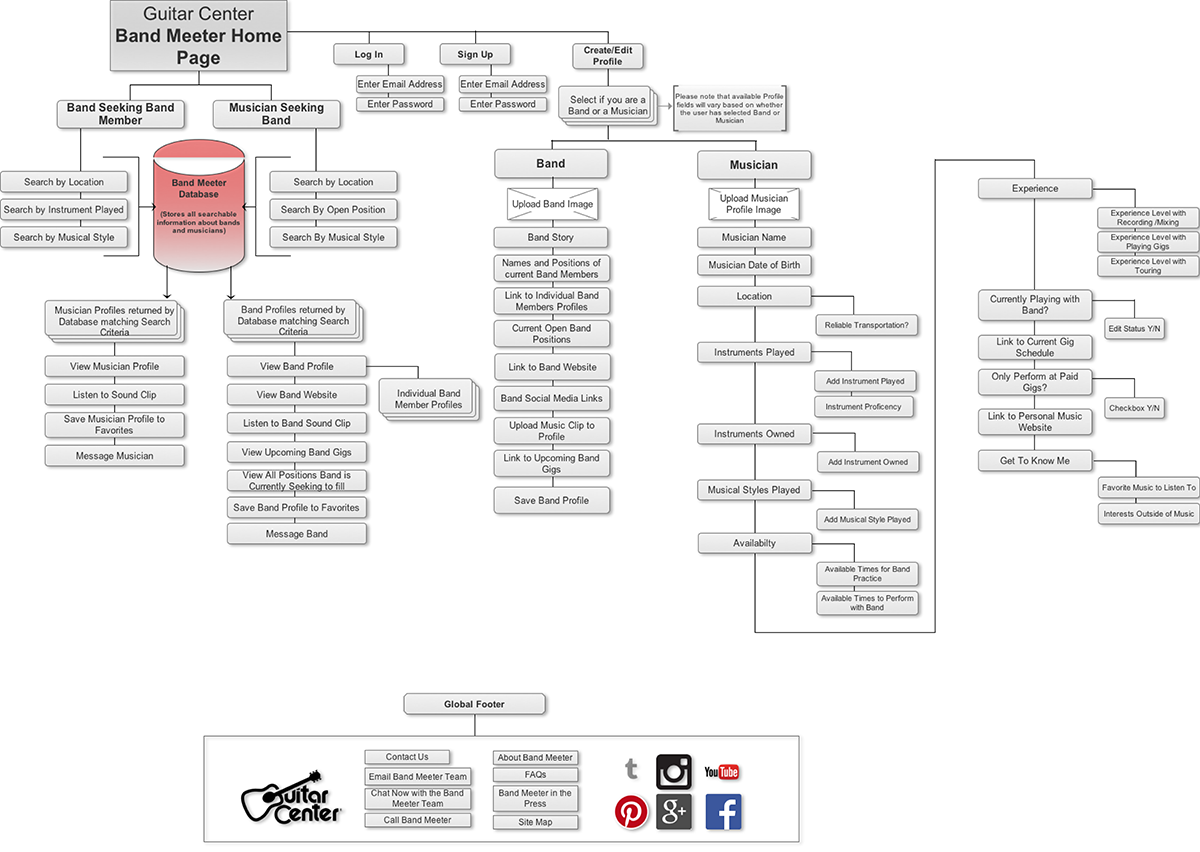 Guitar Center
Band Meeter Home
Page
Log In
Enter Email Address
Enter Password
Sign Up
Enter Email Address
Enter Password
Create/Edit
Profile
Select if you are a
Band or a Musician
Please note that available Profile
fields will vary based on whether
the user has selected Band or
Musician
Band Seeking Band
Member
Musician Seeking
Band
Search by Location
Search by Instrument Played
Search by Musical Style
Band Meeter
Database
(Stores all searchable
information about bands
and musicians)
Search by Location
Search By Open Position
Search By Musical Style
Musician Profiles returned by
Database matching Search
Criteria
View Musician Profile
Listen to Sound Clip
Save Musician Profile to
Favorites
Message Musician
Band Profiles returned by
Database matching Search
Criteria
View Band Profile
View Band Website
Listen to Band Sound Clip
View Upcoming Band Gigs
View All Positions Band is
Currently Seeking to fill
Save Band Profile to Favorites
Message Band
Individual Band
Member Profiles
Band
Upload Band Image
Band Story
Names and Positions of
current Band Members
Link to Individual Band
Members Profiles
Current Open Band
Positions
Link to Band Website
Band Social Media Links
Upload Music Clip to
Profile
Link to Upcoming Band
Gigs
Save Band Profile
Musician
Upload Musician
Profile Image
Musician Name
Musician Date of Birth
Location
Reliable Transportation?
Instruments Played
Add Instrument Played
Instrument Proficency
Instruments Owned
Add Instrument Owned
Musical Styles Played
Add Musical Style Played
Availabilty
Available Times for Band
Practice
Available Times to Perform
with Band
Experience
Experience Level with
Recording /Mixing
Experience Level with
Playing Gigs
Experience Level with
Touring
Currently Playing with
Band?
Edit Status Y/N
Link to Current Gig
Schedule
Only Perform at Paid
Gigs?
Checkbox Y/N
Link to Personal Music
Website
Get To Know Me
Favorite Music to Listen To
Interests Outside of Music
Global Footer
Guitar
Center
Contact Us
Email Band Meeter Team
Chat Now with the Band
Meeter Team
Call Band Meeter
About Band Meeter
FAQs
Band Meeter in the
Press
Site Map
t
YouTube
g+
f